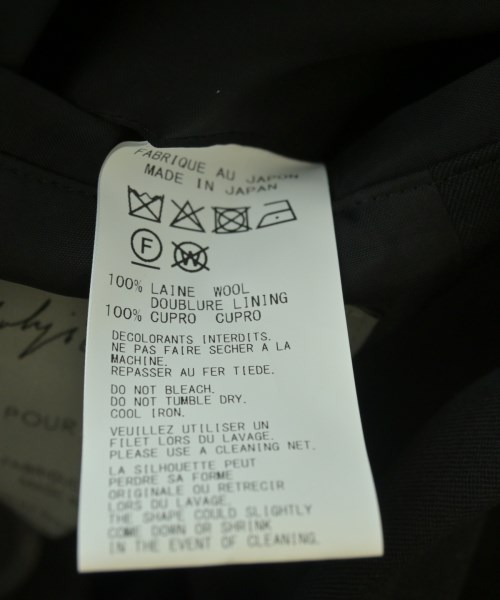 FABRIQUE AU JAPON
MADE IN JAPAN
F
W
100% LAINE WOOL
DOUBLURE LINING
100% CUPRO CUPRO
DECOLORANTS INTERDITS.
NE PAS FAIRE SECHER A LA
MACHINE.
REPASSER AU FER TIEDE.
DO NOT BLEACH.
DO NOT TUMBLE DRY.
COOL IRON.
VEUILLEZ UTILISER UN
FILET LORS DU LAVAGE.
PLEASE USE A CLEANING NET.
LA SILHOUETTE PEUT
PERDRE SA FORME
ORIGINALE OU RETRECIR
LORS DU LAVAGE.
THE SHAPE COULD SLIGHTLY
COME DOWN OR SHRINK
IN THE EVENT OF CLEANING.
POUR